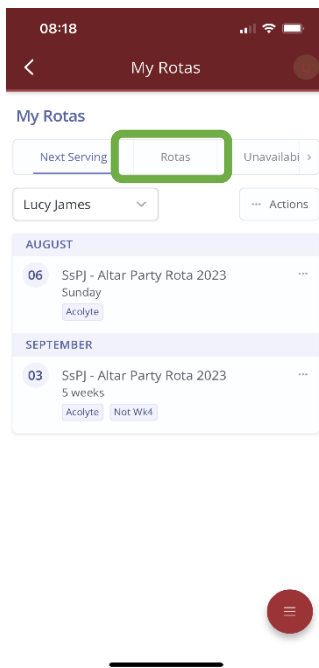 08:18
My Rotas
My Rotas
Next Serving Rotas Unavailabi
Lucy James ··· Actions
AUGUST
06 SsPJ - Altar Party Rota 2023 ···
Sunday
Acolyte
SEPTEMBER
03 SsPJ - Altar Party Rota 2023 ···
5 weeks
Acolyte Not Wk4